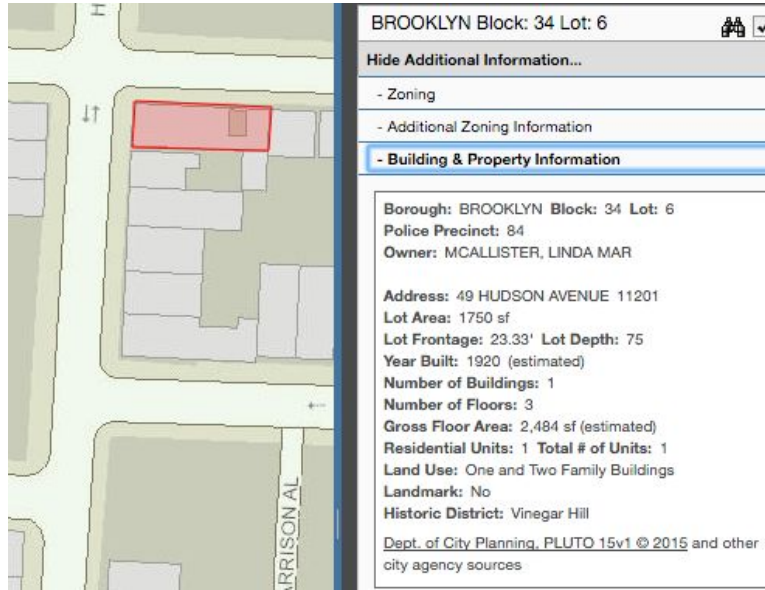 BROOKLYN Block: 34 Lot: 6
Hide Additional Information...
- Zoning
- Additional Zoning Information
- Building & Property Information
Borough: BROOKLYN Block: 34 Lot: 6
Police Precinct: 84
Owner: MCALLISTER, LINDA MAR
Address: 49 HUDSON AVENUE 11201
Lot Area: 1750 sf
Lot Frontage: 23.33' Lot Depth: 75
Year Built: 1920 (estimated)
Number of Buildings: 1
Number of Floors: 3
Gross Floor Area: 2,484 sf (estimated)
Residential Units: 1 Total # of Units: 1
Land Use: One and Two Family Buildings
Landmark: No
Historic District: Vinegar Hill
Dept. of City Planning, PLUTO 15v1 © 2015 and other
city agency sources
H
RRISON AL